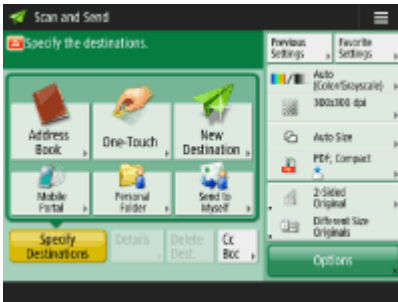 Scan and Send
Specify the destinations.
Previous
Settings
Favorite
Settings
Auto
(Color/Grayscale)
300x300 dpi
Address
Book
One-Touch
New
Destination
Auto Size
PDF; Compact
Mobile
Portal
Personal
Folder
Send to
Myself
2-Sided
Original
Different Size
Originals
Specify
Destinations
Details
Delete
Dest.
Cc
Bcc
Options